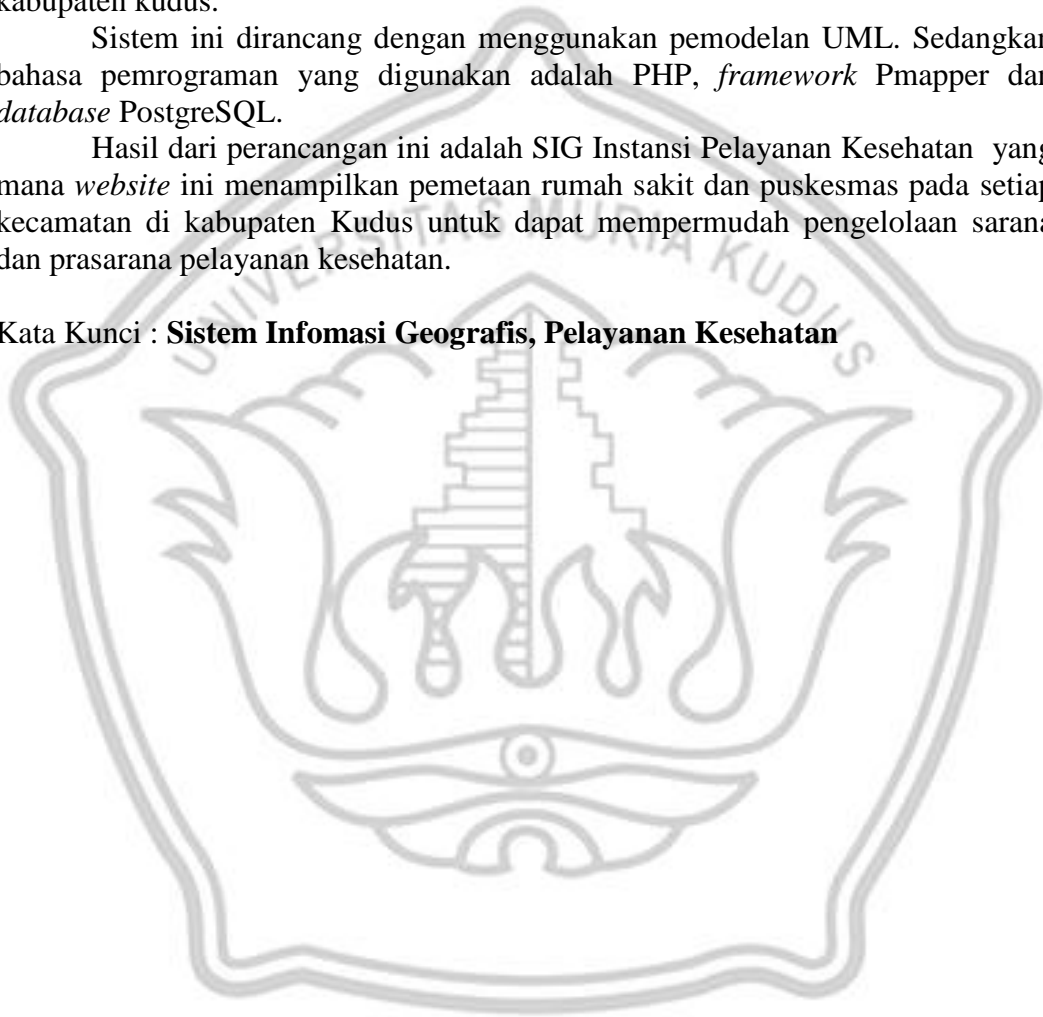 kabupaten kudus.
Sistem ini dirancang dengan menggunakan pemodelan UML. Sedangkan
bahasa pemrograman yang digunakan adalah PHP, framework Pmapper dan
database PostgreSQL.
Hasil dari perancangan ini adalah SIG Instansi Pelayanan Kesehatan yang
mana website ini menampilkan pemetaan rumah sakit dan puskesmas pada setiap
kecamatan di kabupaten Kudus untuk dapat mempermudah pengelolaan sarana
dan prasarana pelayanan kesehatan.
UNIVERSITAS MURIA KUDUS
Kata Kunci : Sistem Infomasi Geografis, Pelayanan Kesehatan